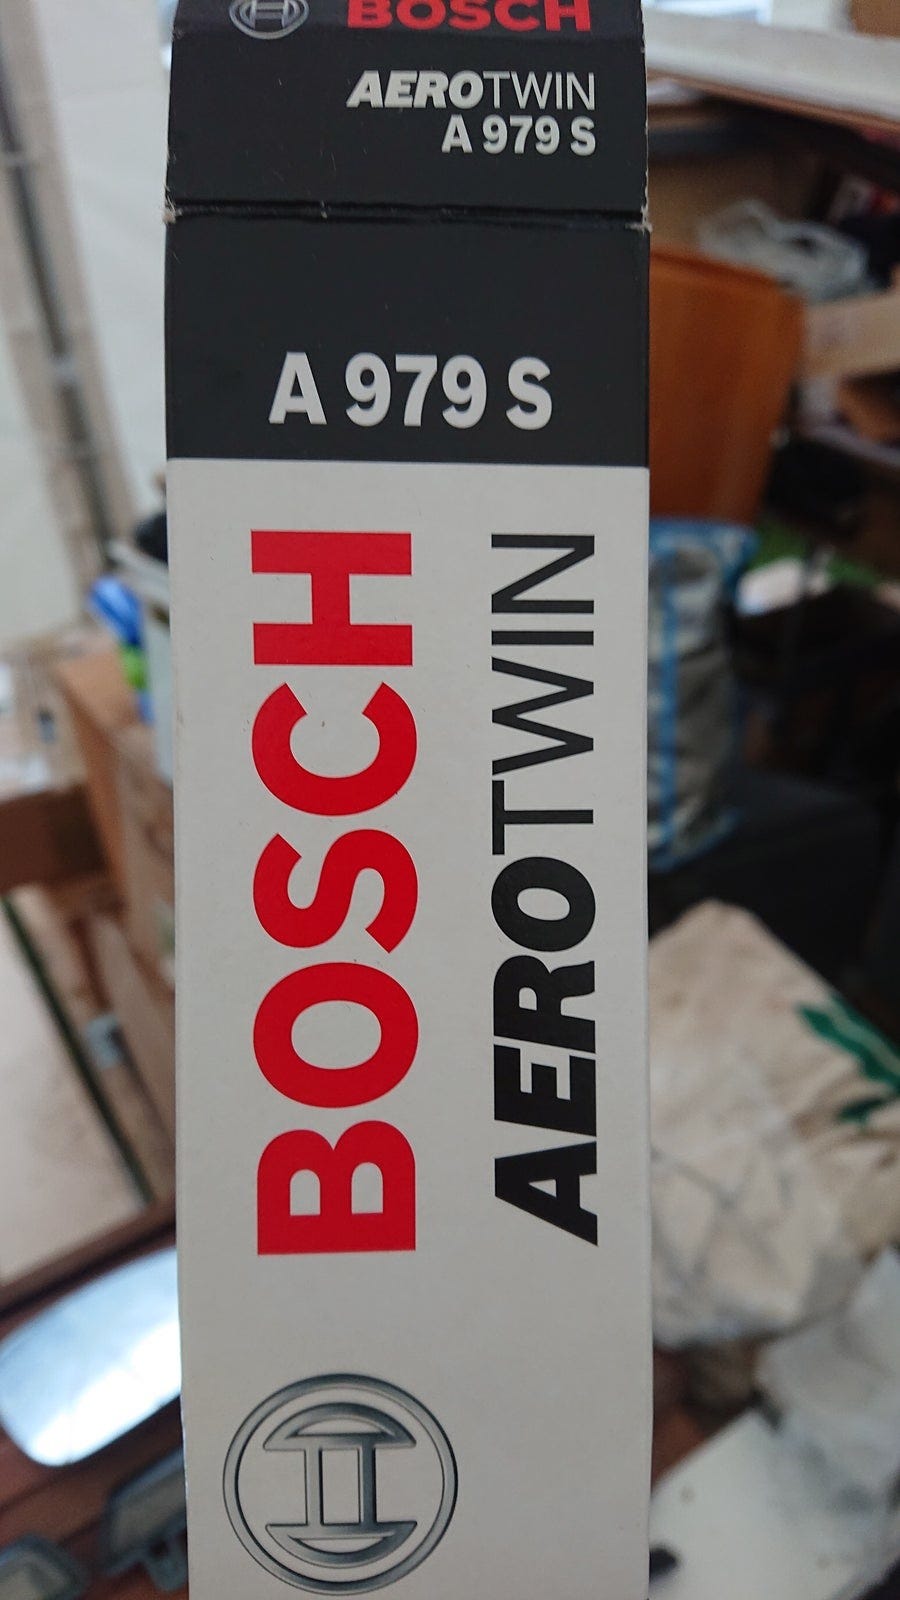 BOSCH
AEROTWIN
A 979 S
A 979 S
BOSCH
AEROTWIN